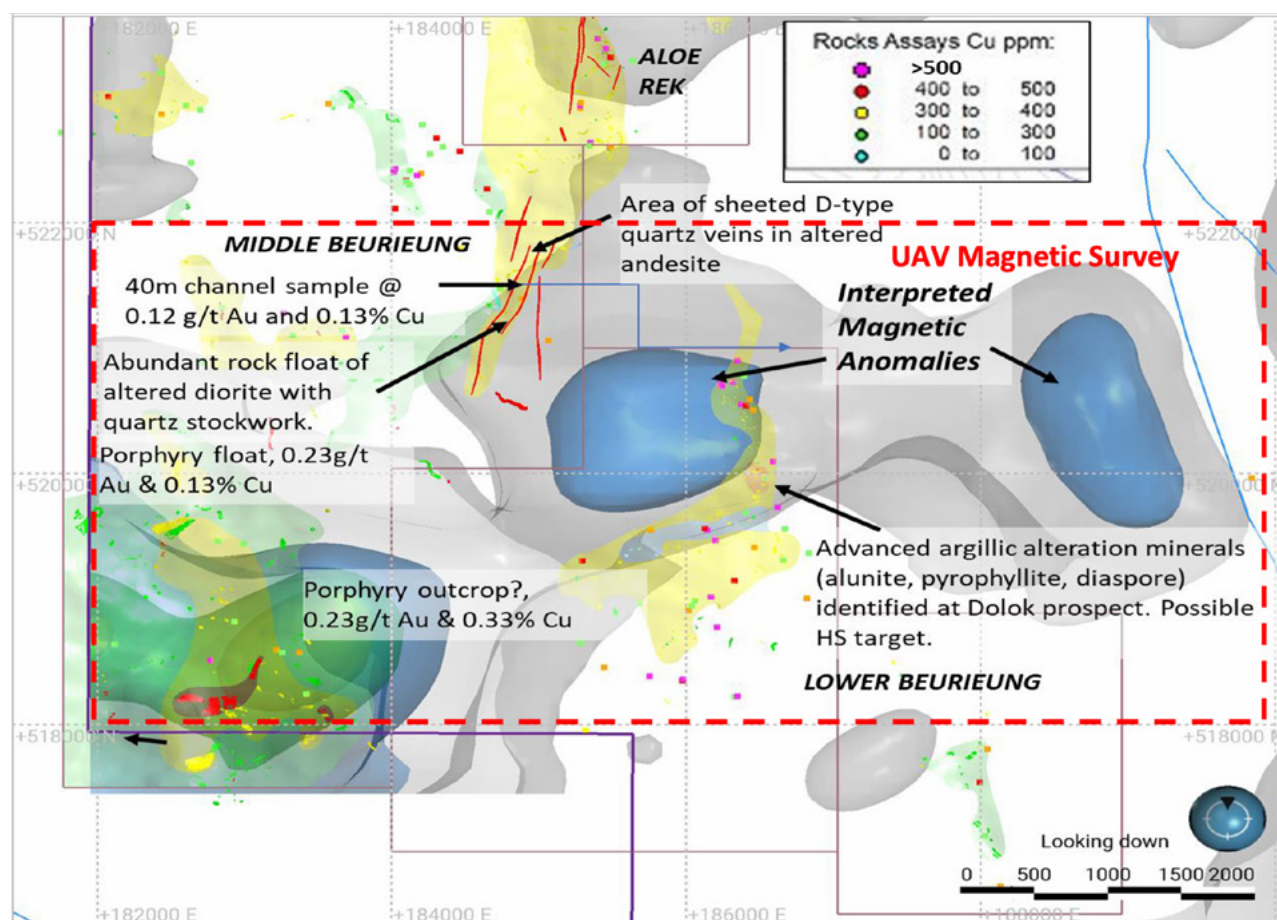 +182000 E
+184000 E
ALOE
REK
Rocks Assays Cu ppm:
>500
400 to 500
300 to 400
100 to 300
0 to 100
+522000 N
+522000
MIDDLE BEURIEUNG
Area of sheeted D-type
quartz veins in altered
andesite
UAV Magnetic Survey
40m channel sample @
0.12 g/t Au and 0.13% Cu
Interpreted
Magnetic
Anomalies
Abundant rock float of
altered diorite with
quartz stockwork.
Porphyry float, 0.23g/t
Au & 0.13% Cu
+520000
+520000
Advanced argillic alteration minerals
(alunite, pyrophyllite, diaspore)
identified at Dolok prospect. Possible
HS target.
Porphyry outcrop?,
0.23g/t Au & 0.33% Cu
LOWER BEURIEUNG
+518000 N
+518000 N
Looking down
0 500 1000 1500 2000
+182000 E
+184000 E
+186000 E